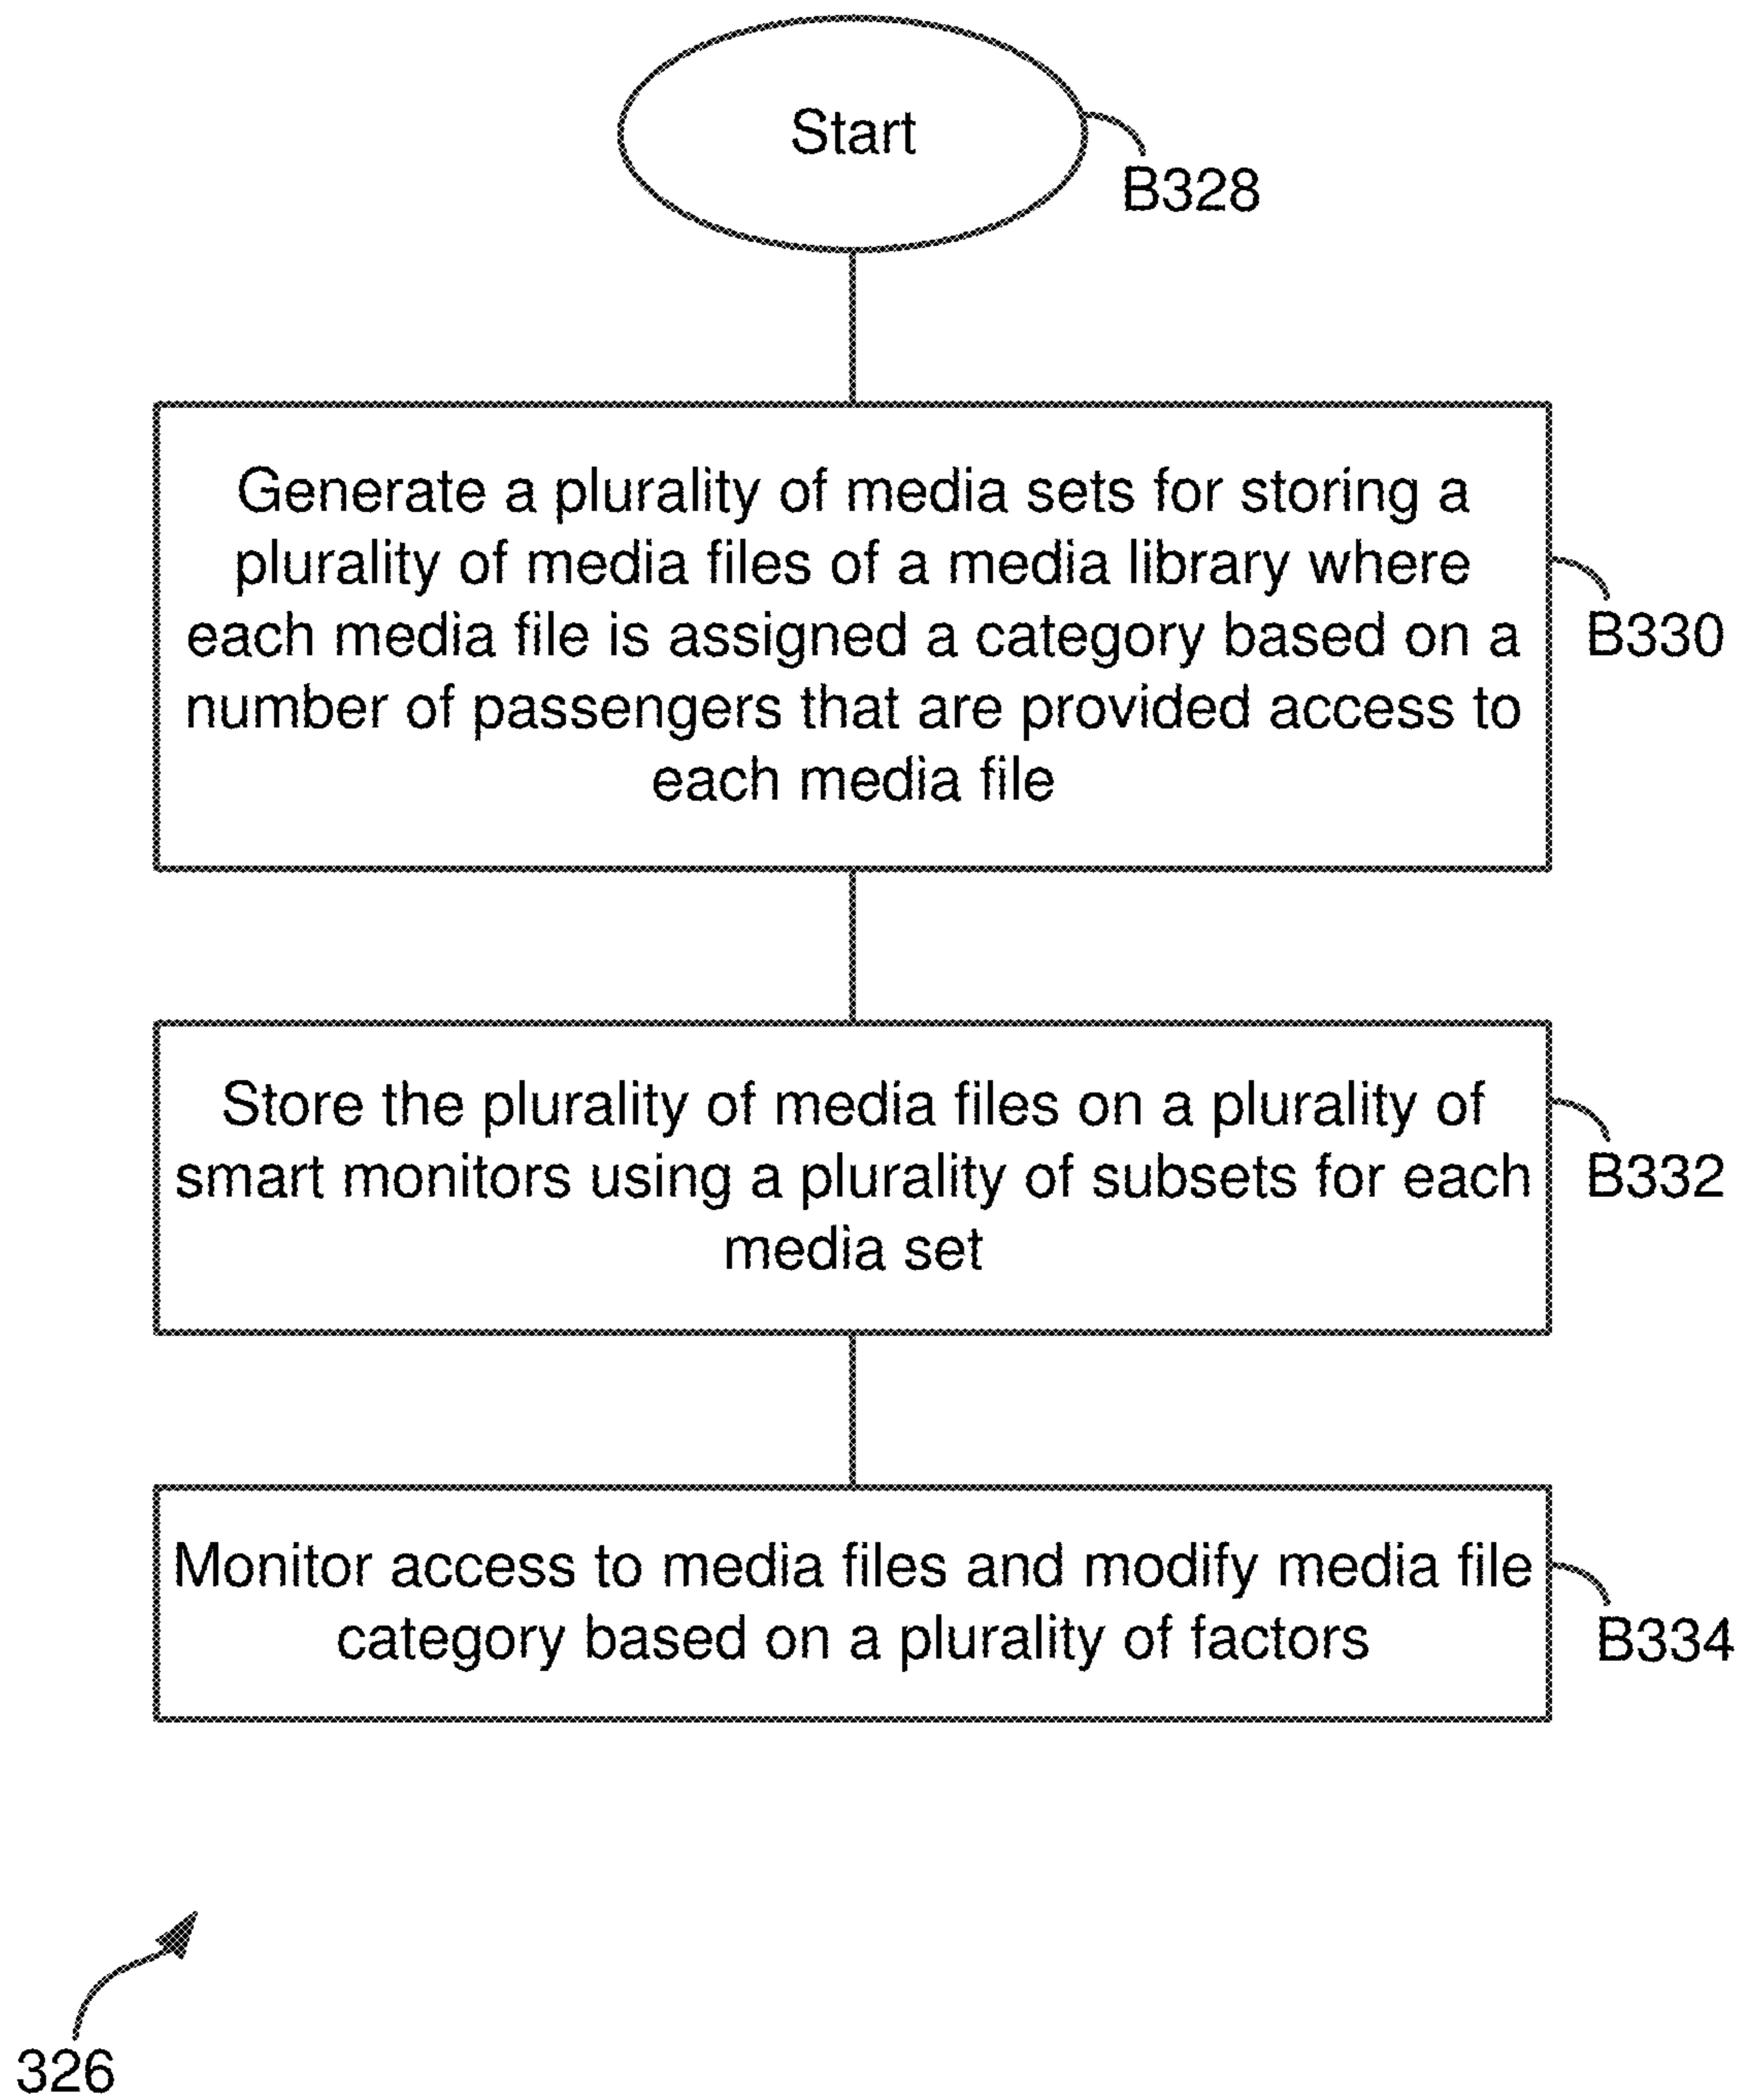 Start
B328
Generate a plurality of media sets for storing a
plurality of media files of a media library where
each media file is assigned a category based on a
number of passengers that are provided access to
each media file
B330
Store the plurality of media files on a plurality of
smart monitors using a plurality of subsets for each
media set
B332
Monitor access to media files and modify media file
category based on a plurality of factors
B334
326